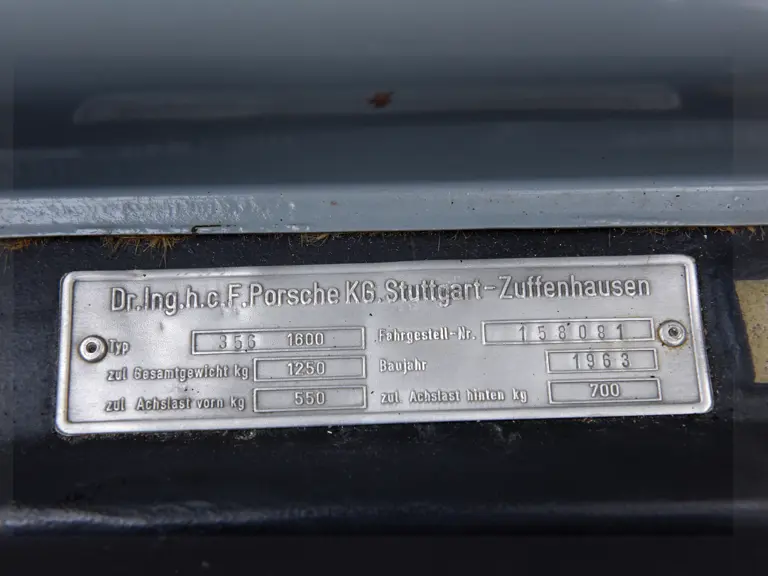 Dr.Ing.h.c.F.Porsche KG.Stuttgart-Zuffenhausen
Typ 356 1600 Fahrgestell-Nr. 158081
zul Gesamtgewicht kg 1250 Baujahr 1963
zul Achslast vorn kg 550 zul Achslast hinten kg 700